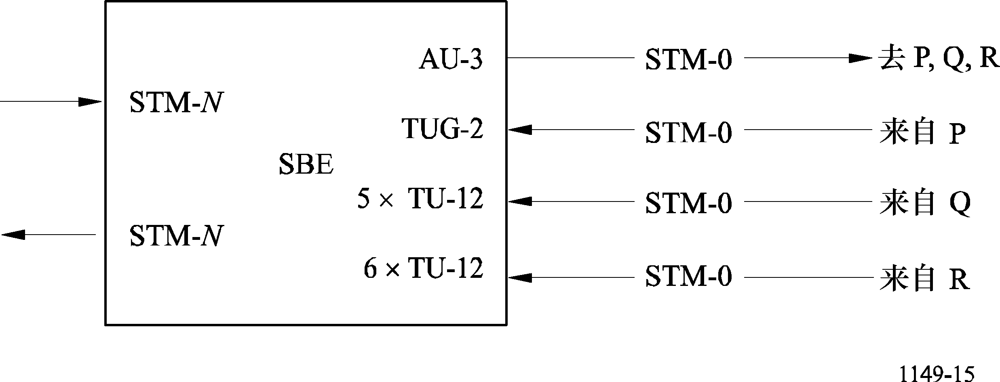 AU-3 STM-0 去 P, Q, R
STM-N
TUG-2 STM-0 来自 P
SBE
5 × TU-12 STM-0 来自 Q
STM-N
6 × TU-12 STM-0 来自 R
1149-15